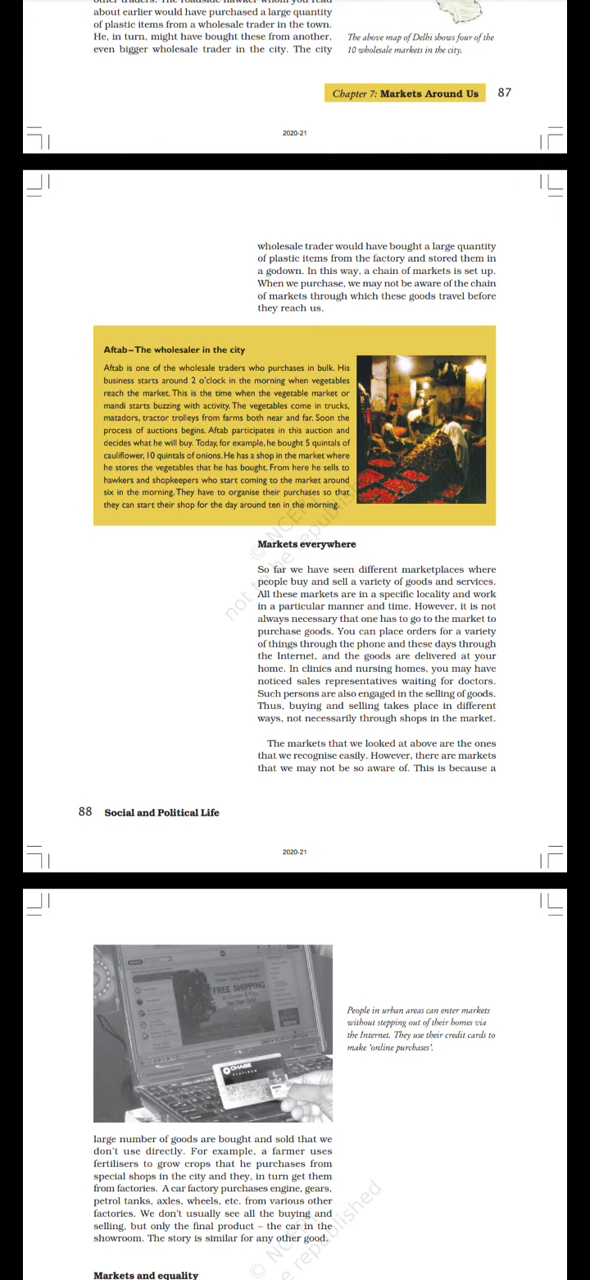 about earlier would have purchased a large quantity
of plastic items from a wholesale trader in the town.
He, in turn, might have bought these from another,
even bigger wholesale trader in the city. The city
The above map of Delhi shows four of the
10 wholesale markets in the city.
Chapter 7: Markets Around Us 87
2020-21
wholesale trader would have bought a large quantity
of plastic items from the factory and stored them in
a godown. In this way, a chain of markets is set up.
When we purchase, we may not be aware of the chain
of markets through which these goods travel before
they reach us.
Aftab–The wholesaler in the city
Aftab is one of the wholesale traders who purchases in bulk. His
business starts around 2 o'clock in the morning when vegetables
reach the market. This is the time when the vegetable market or
mandi starts buzzing with activity. The vegetables come in trucks,
matadors, tractor trolleys from farms both near and far. Soon the
process of auctions begins. Aftab participates in this auction and
decides what he will buy. Today, for example, he bought 5 quintals of
cauliflower, 10 quintals of onions. He has a shop in the market where
he stores the vegetables that he has bought. From here he sells to
hawkers and shopkeepers who start coming to the market around
six in the morning. They have to organise their purchases so that
they can start their shop for the day around ten in the morning.
Markets everywhere
So far we have seen different marketplaces where
people buy and sell a variety of goods and services.
All these markets are in a specific locality and work
in a particular manner and time. However, it is not
always necessary that one has to go to the market to
purchase goods. You can place orders for a variety
of things through the phone and these days through
the Internet, and the goods are delivered at your
home. In clinics and nursing homes, you may have
noticed sales representatives waiting for doctors.
Such persons are also engaged in the selling of goods.
Thus, buying and selling takes place in different
ways, not necessarily through shops in the market.
The markets that we looked at above are the ones
that we recognise easily. However, there are markets
that we may not be so aware of. This is because a
© NCERT
not to be republished
88 Social and Political Life
2020-21
FREE SHIPPING
CHASE
PLATINUM
People in urban areas can enter markets
without stepping out of their homes via
the Internet. They use their credit cards to
make 'online purchases'.
large number of goods are bought and sold that we
don't use directly. For example, a farmer uses
fertilisers to grow crops that he purchases from
special shops in the city and they, in turn get them
from factories. A car factory purchases engine, gears,
petrol tanks, axles, wheels, etc. from various other
factories. We don't usually see all the buying and
selling, but only the final product – the car in the
showroom. The story is similar for any other good.
© NCERT
republished
Markets and equality